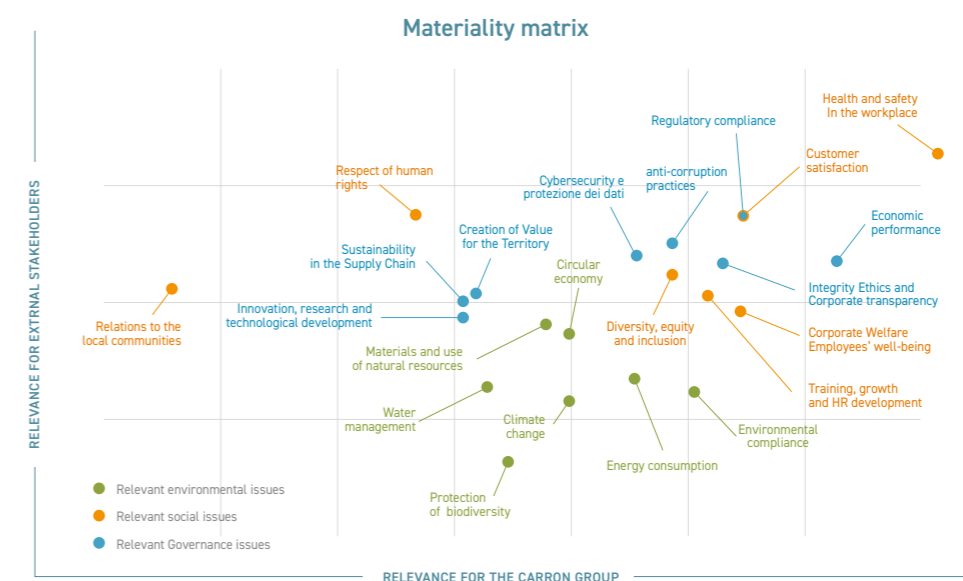 Materiality matrix
RELEVANCE FOR EXTRENAL STAKEHOLDERS
Health and safety
In the workplace
Regulatory compliance
Customer
satisfaction
Respect of human
rights
anti-corruption
practices
Cybersecurity e
protezione dei dati
Economic
performance
Creation of Value
for the Territory
Sustainability
in the Supply Chain
Circular
economy
Integrity Ethics and
Corporate transparency
Innovation, research and
technological development
Relations to the
local communities
Diversity, equity
and inclusion
Corporate Welfare
Employees' well-being
Materials and use
of natural resources
Training, growth
and HR development
Water
management
Climate
change
Environmental
compliance
Energy consumption
Protection
of biodiversity
Relevant environmental issues
Relevant social issues
Relevant Governance issues
RELEVANCE FOR THE CARRON GROUP